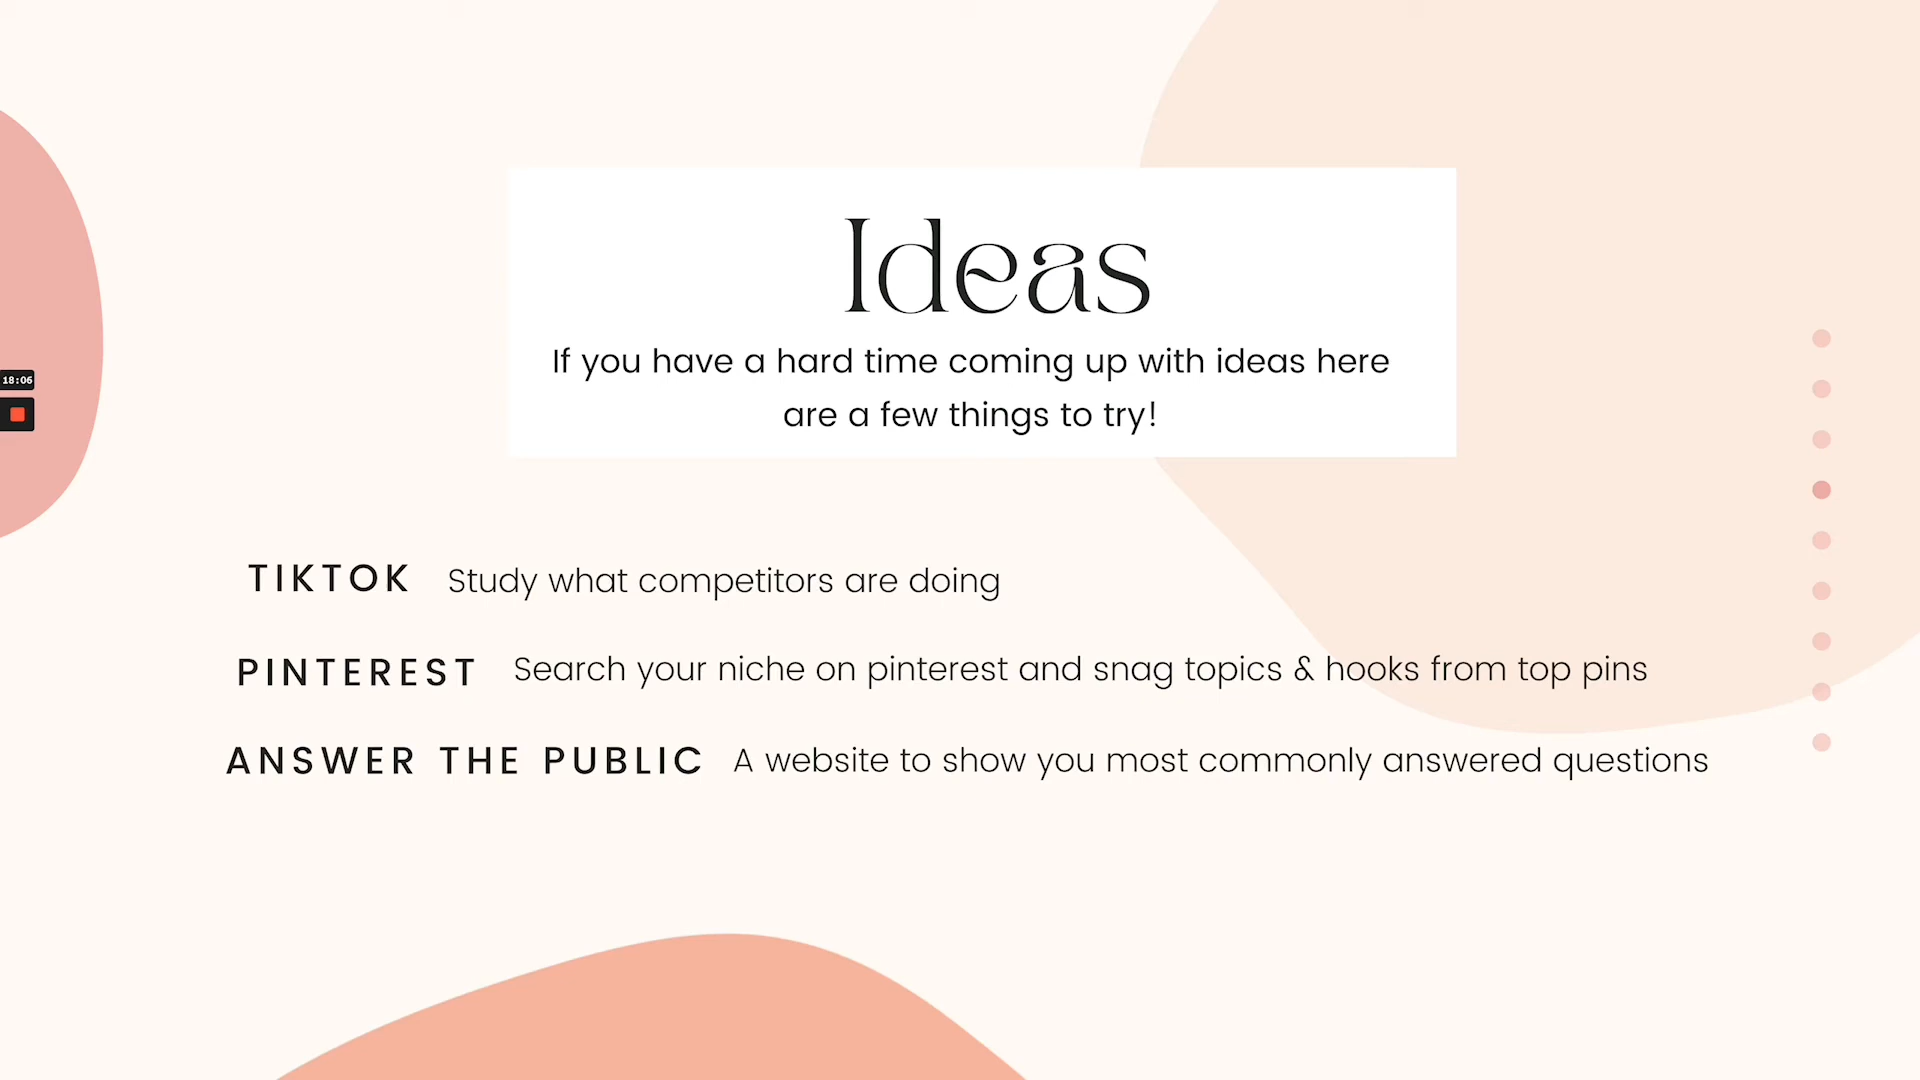 Ideas
If you have a hard time coming up with ideas here
are a few things to try!
18:06
TIKTOK Study what competitors are doing
PINTEREST Search your niche on pinterest and snag topics & hooks from top pins
ANSWER THE PUBLIC A website to show you most commonly answered questions